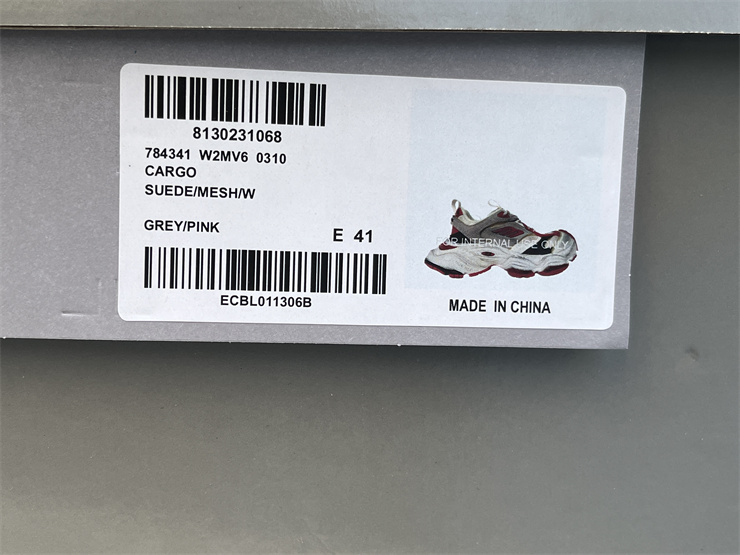 8130231068
784341 W2MV6 0310
CARGO
SUEDE/MESH/W
GREY/PINK
E 41
ECBL011306B
FOR INTERNAL USE ONLY
MADE IN CHINA